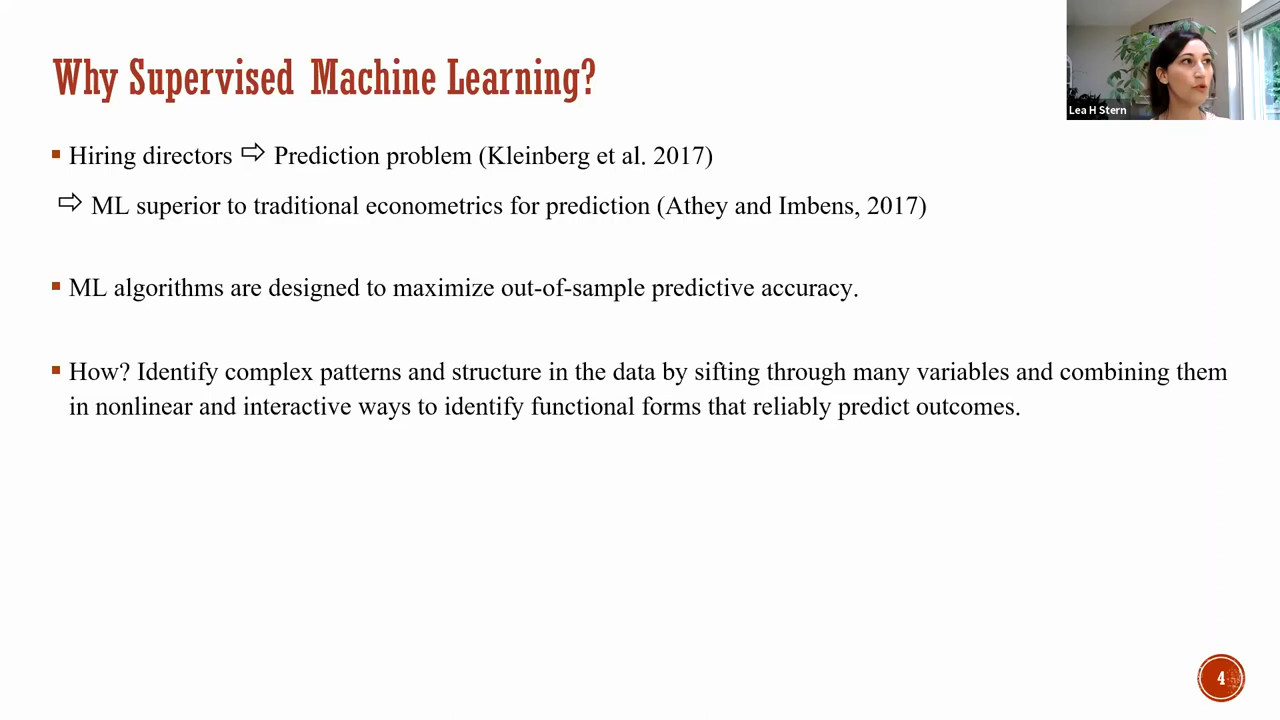 Why Supervised Machine Learning?
Lea H Stern
▪ Hiring directors ⇨ Prediction problem (Kleinberg et al. 2017)
⇨ ML superior to traditional econometrics for prediction (Athey and Imbens, 2017)
▪ ML algorithms are designed to maximize out-of-sample predictive accuracy.
▪ How? Identify complex patterns and structure in the data by sifting through many variables and combining them
in nonlinear and interactive ways to identify functional forms that reliably predict outcomes.
4